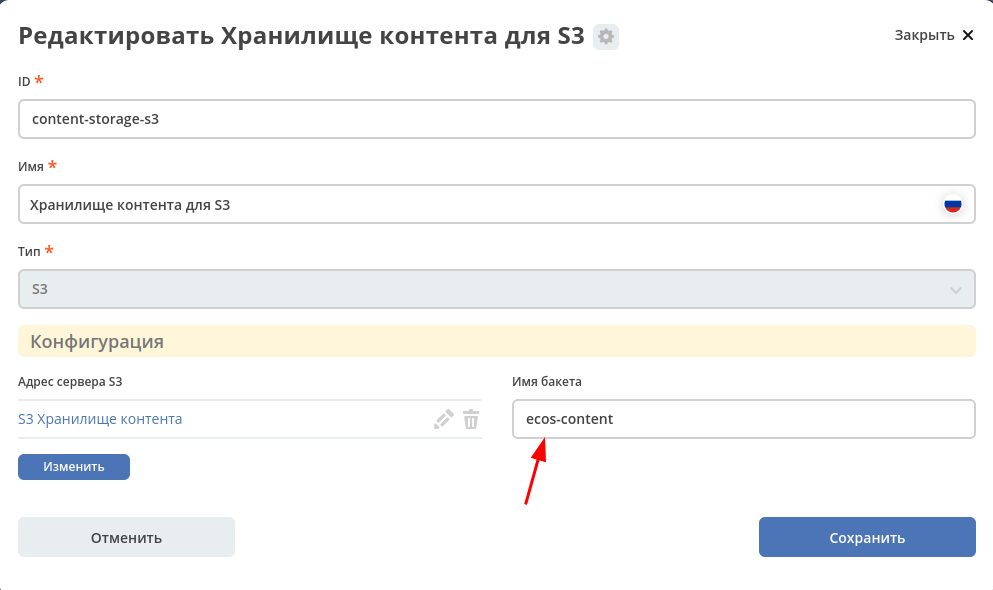 Редактировать Хранилище контента для S3
Закрыть
ID *
content-storage-s3
Имя *
Хранилище контента для S3
Тип *
S3
Конфигурация
Адрес сервера S3
S3 Хранилище контента
Изменить
Имя бакета
ecos-content
Отменить
Сохранить